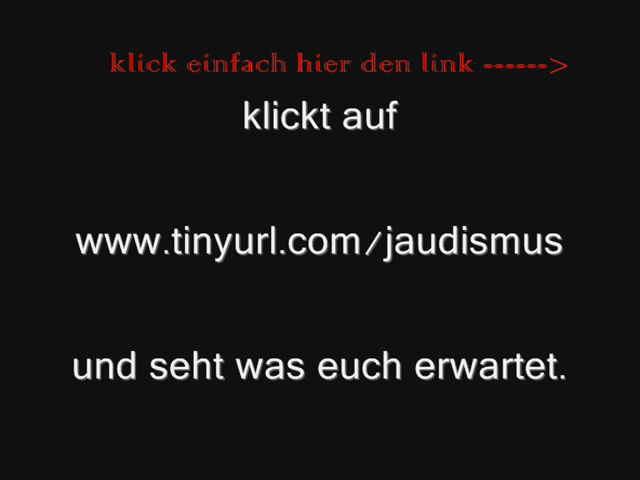 klick einfach hier den link ------>
klickt auf
www.tinyurl.com/jaudismus
und seht was euch erwartet.